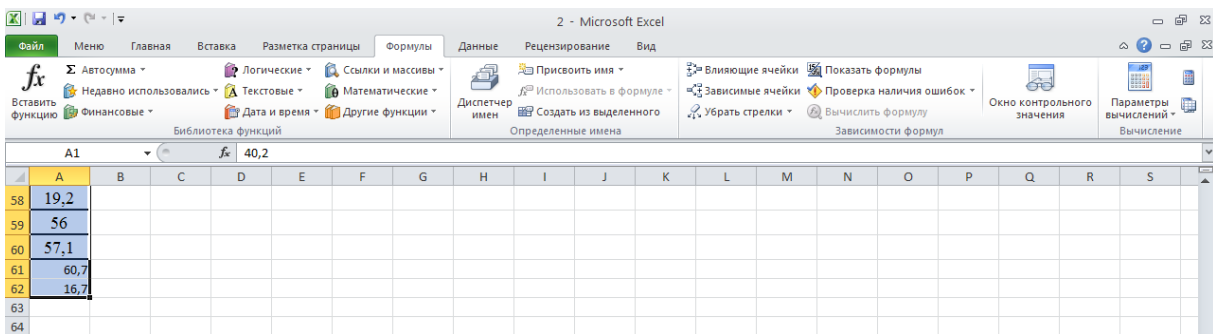 2 - Microsoft Excel
Файл Меню Главная Вставка Разметка страницы Формулы Данные Рецензирование Вид
fx Вставить функцию
Σ Автосумма
Недавно использовались
Финансовые
Логические
Текстовые
Дата и время
Ссылки и массивы
Математические
Другие функции
Библиотека функций
Диспетчер имен
Присвоить имя
Использовать в формуле
Создать из выделенного
Определенные имена
Влияющие ячейки
Зависимые ячейки
Убрать стрелки
Показать формулы
Проверка наличия ошибок
Вычислить формулу
Зависимости формул
Окно контрольного значения
Параметры вычислений
Вычисление
A1 fx 40,2
A B C D E F G H I J K L M N O P Q R S
58 19,2
59 56
60 57,1
61 60,7
62 16,7
63
64